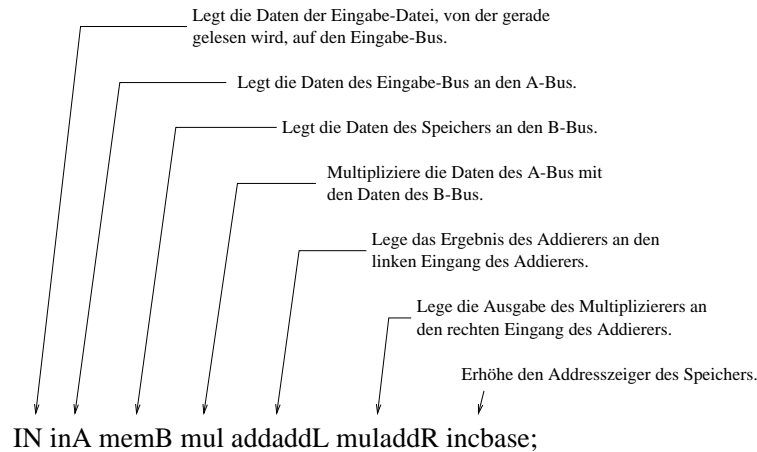 Legt die Daten der Eingabe-Datei, von der gerade
gelesen wird, auf den Eingabe-Bus.
Legt die Daten des Eingabe-Bus an den A-Bus.
Legt die Daten des Speichers an den B-Bus.
Multipliziere die Daten des A-Bus mit
den Daten des B-Bus.
Lege das Ergebnis des Addierers an den
linken Eingang des Addierers.
Lege die Ausgabe des Multiplizierers an
den rechten Eingang des Addierers.
Erhöhe den Addresszeiger des Speichers.
IN inA memB mul addaddL muladdR incbase;